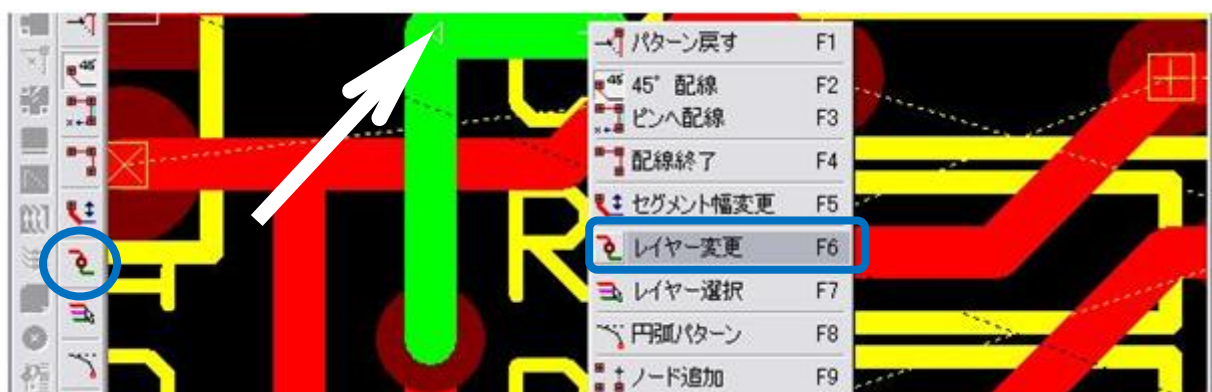 パターン戻す F1
45° 配線 F2
ピンへ配線 F3
配線終了 F4
セグメント幅変更 F5
レイヤー変更 F6
レイヤー選択 F7
円弧パターン F8
ノード追加 F9